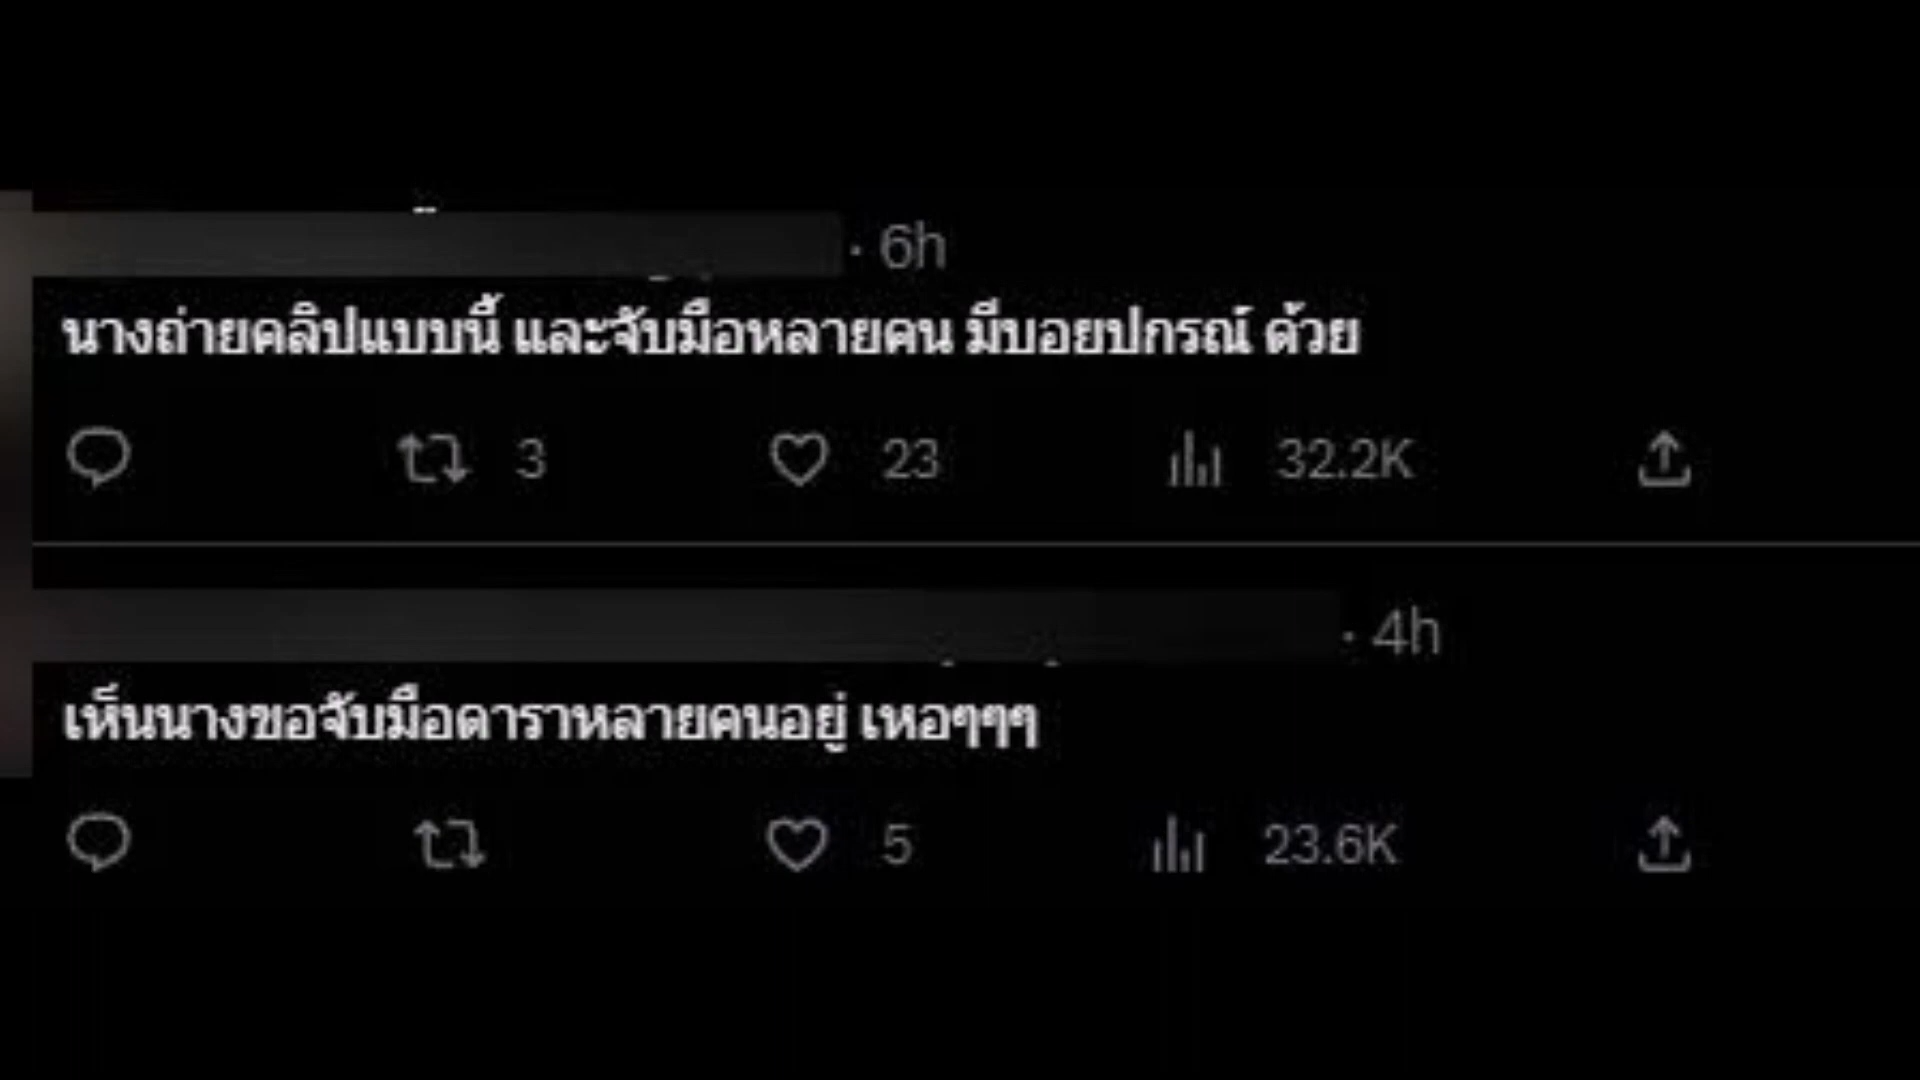 · 6h
นางถ่ายคลิปแบบนี้ และจับมือหลายคน มีบอยปกรณ์ ด้วย
3 23 32.2K
· 4h
เห็นนางขอจับมือดาราหลายคนอยู่ เหอๆๆๆ
5 23.6K